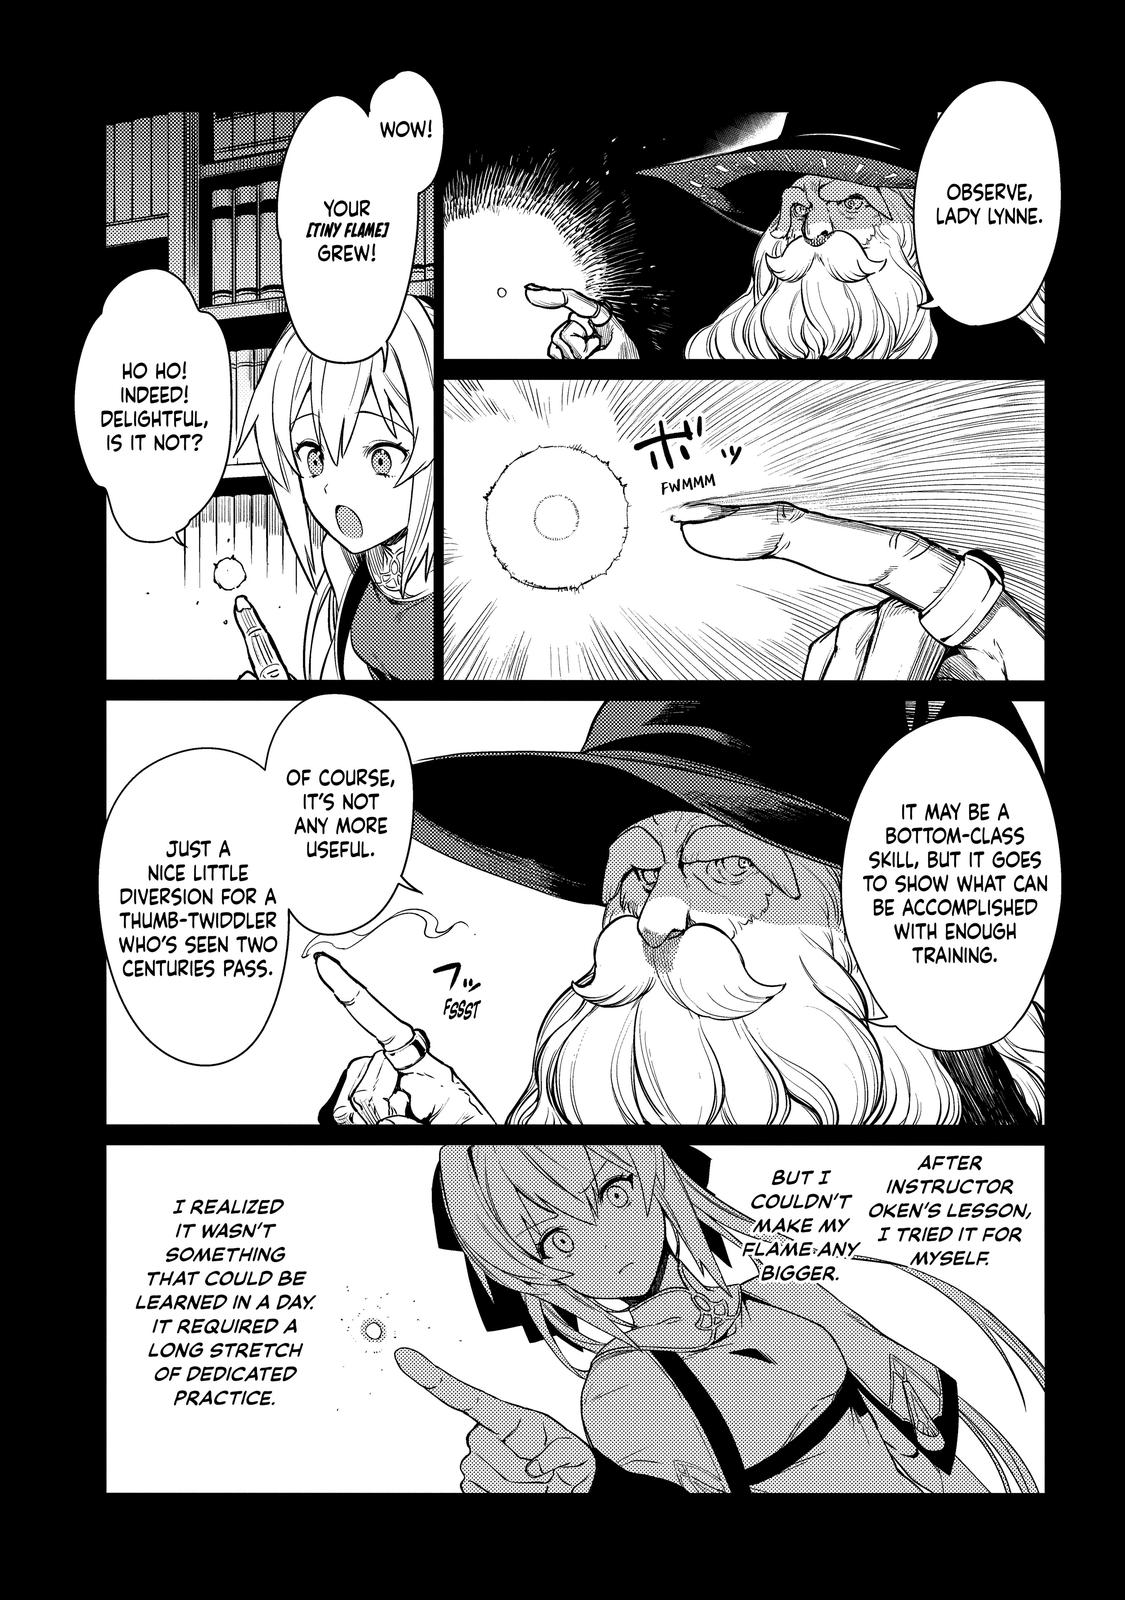 OBSERVE,
LADY LYNNE.
ボッ
FWMMM
WOW!
YOUR
[TINY FLAME]
GREW!
HO HO!
INDEED!
DELIGHTFUL,
IS IT NOT?
IT MAY BE A
BOTTOM-CLASS
SKILL, BUT IT GOES
TO SHOW WHAT CAN
BE ACCOMPLISHED
WITH ENOUGH
TRAINING.
OF COURSE,
IT'S NOT
ANY MORE
USEFUL.
JUST A
NICE LITTLE
DIVERSION FOR A
THUMB-TWIDDLER
WHO'S SEEN TWO
CENTURIES PASS.
フッ
FSSST
AFTER
INSTRUCTOR
OKEN'S LESSON,
I TRIED IT FOR
MYSELF.
BUT I
COULDN'T
MAKE MY
FLAME ANY
BIGGER.
I REALIZED
IT WASN'T
SOMETHING
THAT COULD BE
LEARNED IN A DAY.
IT REQUIRED A
LONG STRETCH
OF DEDICATED
PRACTICE.